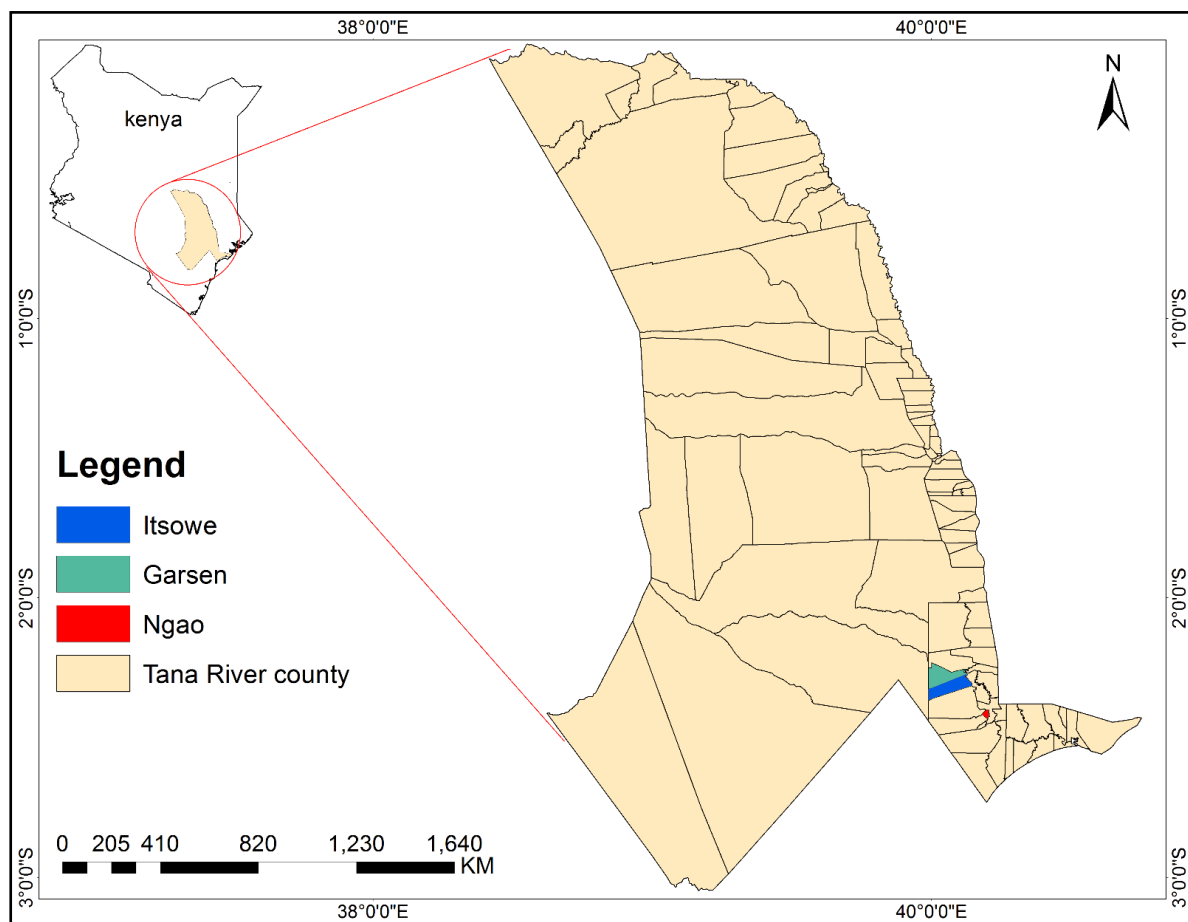 38°0'0"E 40°0'0"E
kenya
N
1°0'0"S 1°0'0"S
Legend
Itsowe
Garsen
Ngao
Tana River county
2°0'0"S 2°0'0"S
0 205 410 820 1,230 1,640
KM
3°0'0"S 3°0'0"S
38°0'0"E 40°0'0"E